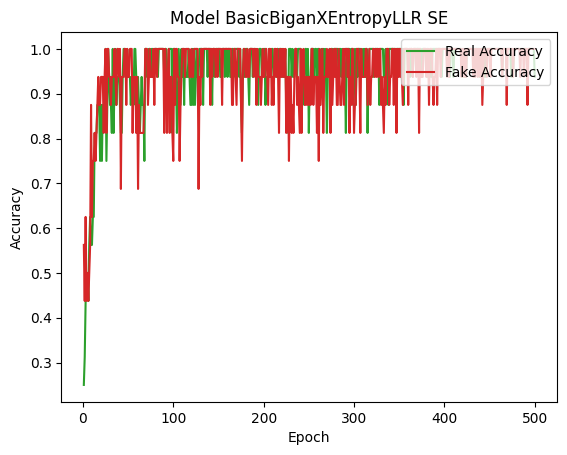 Model BasicBiganXEntropyLLR SE
Real Accuracy
Fake Accuracy
1.0
0.9
0.8
0.7
0.6
0.5
0.4
0.3
Accuracy
0 100 200 300 400 500
Epoch